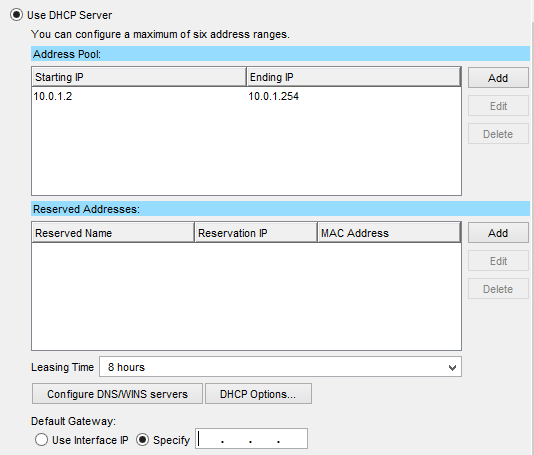 Use DHCP Server
You can configure a maximum of six address ranges.
Address Pool:
Starting IP Ending IP Add
10.0.1.2 10.0.1.254
Edit
Delete
Reserved Addresses:
Reserved Name Reservation IP MAC Address Add
Edit
Delete
Leasing Time 8 hours
Configure DNS/WINS servers DHCP Options...
Default Gateway:
Use Interface IP Specify . . .